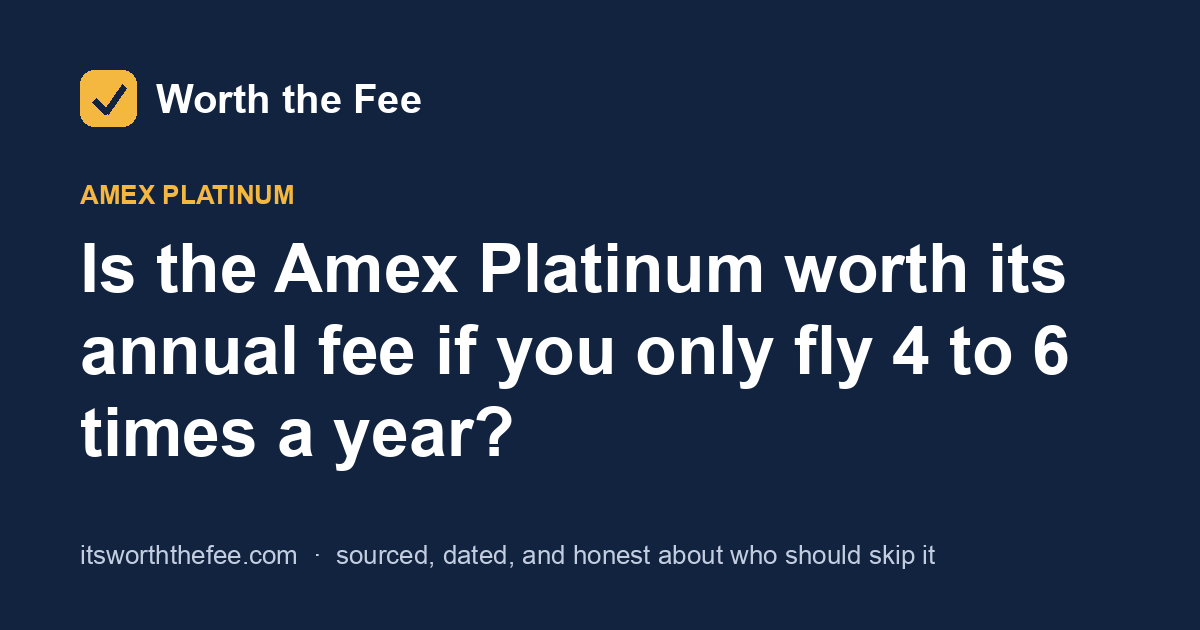 Worth the Fee
AMEX PLATINUM
Is the Amex Platinum worth its
annual fee if you only fly 4 to 6
times a year?
itsworththefee.com · sourced, dated, and honest about who should skip it